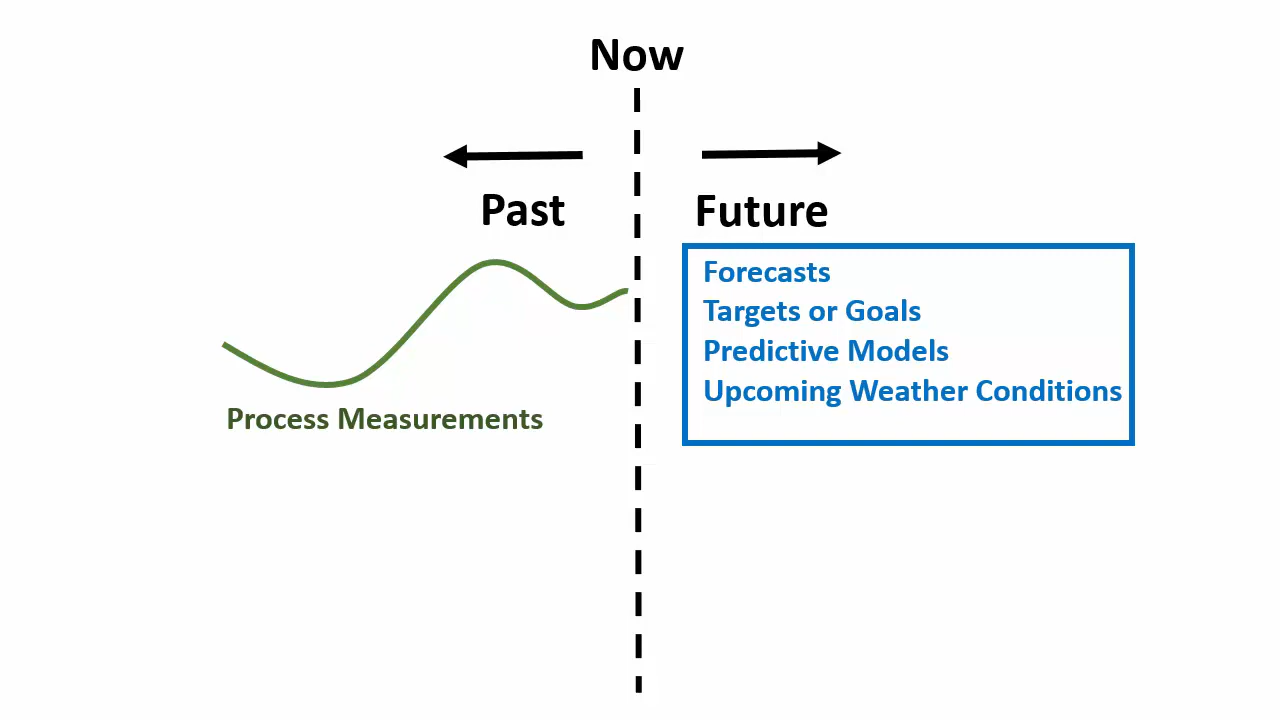 Now
Past
Future
Forecasts
Targets or Goals
Predictive Models
Upcoming Weather Conditions
Process Measurements